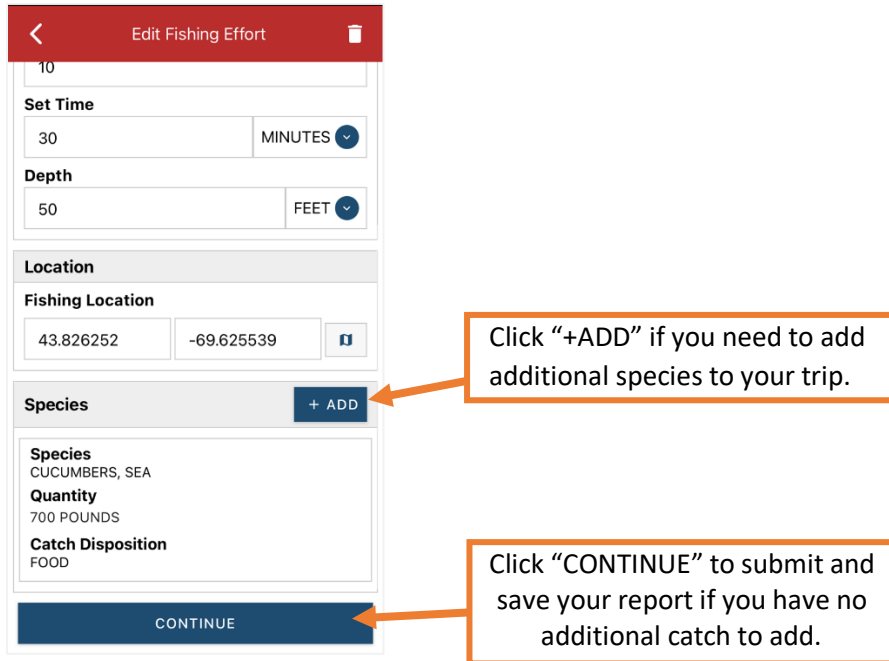 Edit Fishing Effort
10
Set Time
30 MINUTES
Depth
50 FEET
Location
Fishing Location
43.826252 -69.625539
Click “+ADD” if you need to add
additional species to your trip.
Species + ADD
Species
CUCUMBERS, SEA
Quantity
700 POUNDS
Catch Disposition
FOOD
Click “CONTINUE” to submit and
save your report if you have no
additional catch to add.
CONTINUE